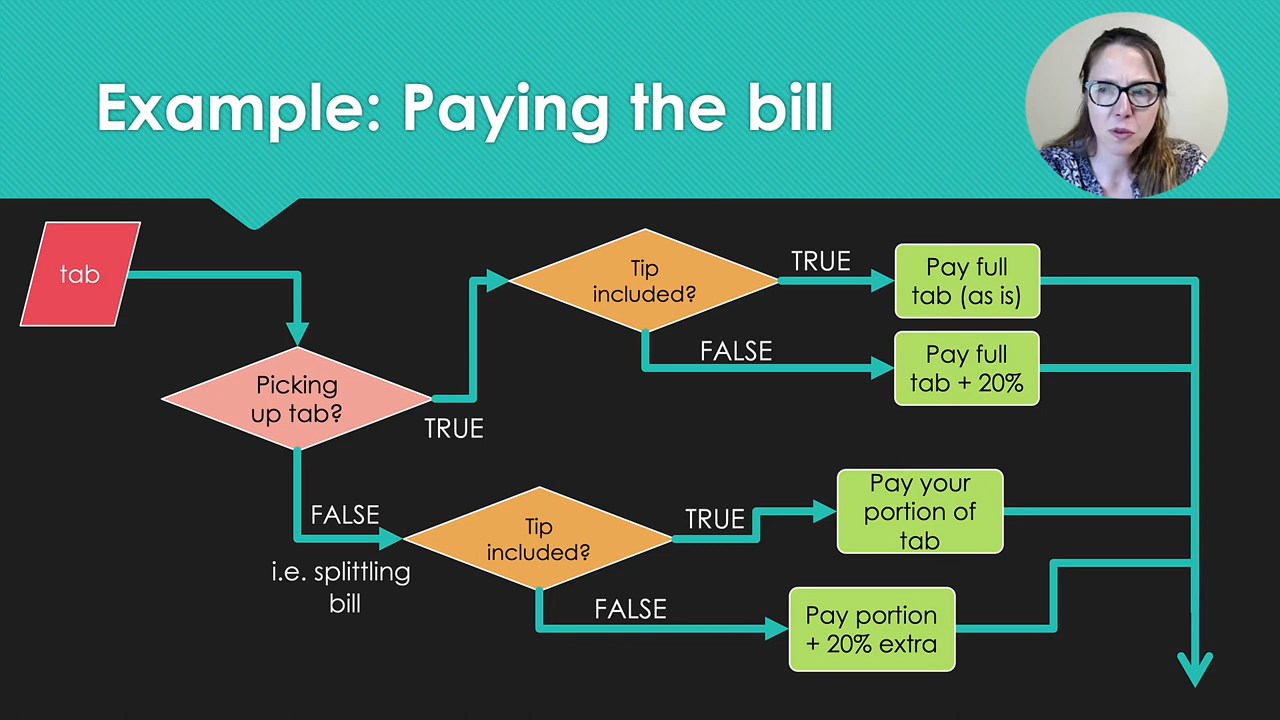 Example: Paying the bill
tab
Tip
included?
TRUE
Pay full
tab (as is)
FALSE
Pay full
tab + 20%
Picking
up tab?
TRUE
FALSE
i.e. splittling
bill
Tip
included?
TRUE
Pay your
portion of
tab
FALSE
Pay portion
+ 20% extra